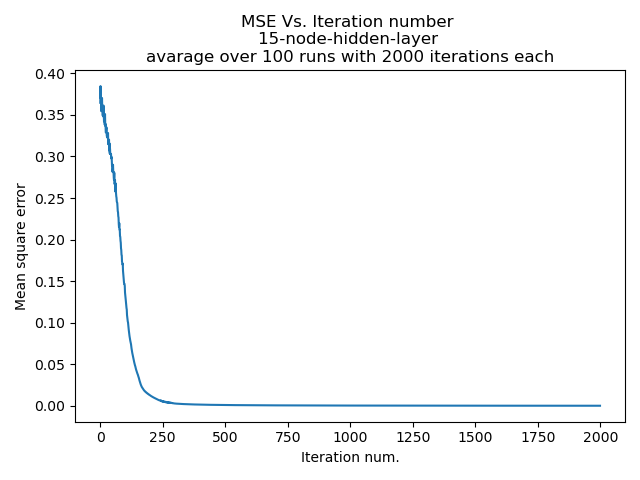 MSE Vs. Iteration number
15-node-hidden-layer
avarage over 100 runs with 2000 iterations each
0.40
0.35
0.30
0.25
0.20
0.15
0.10
0.05
0.00
Mean square error
0 250 500 750 1000 1250 1500 1750 2000
Iteration num.